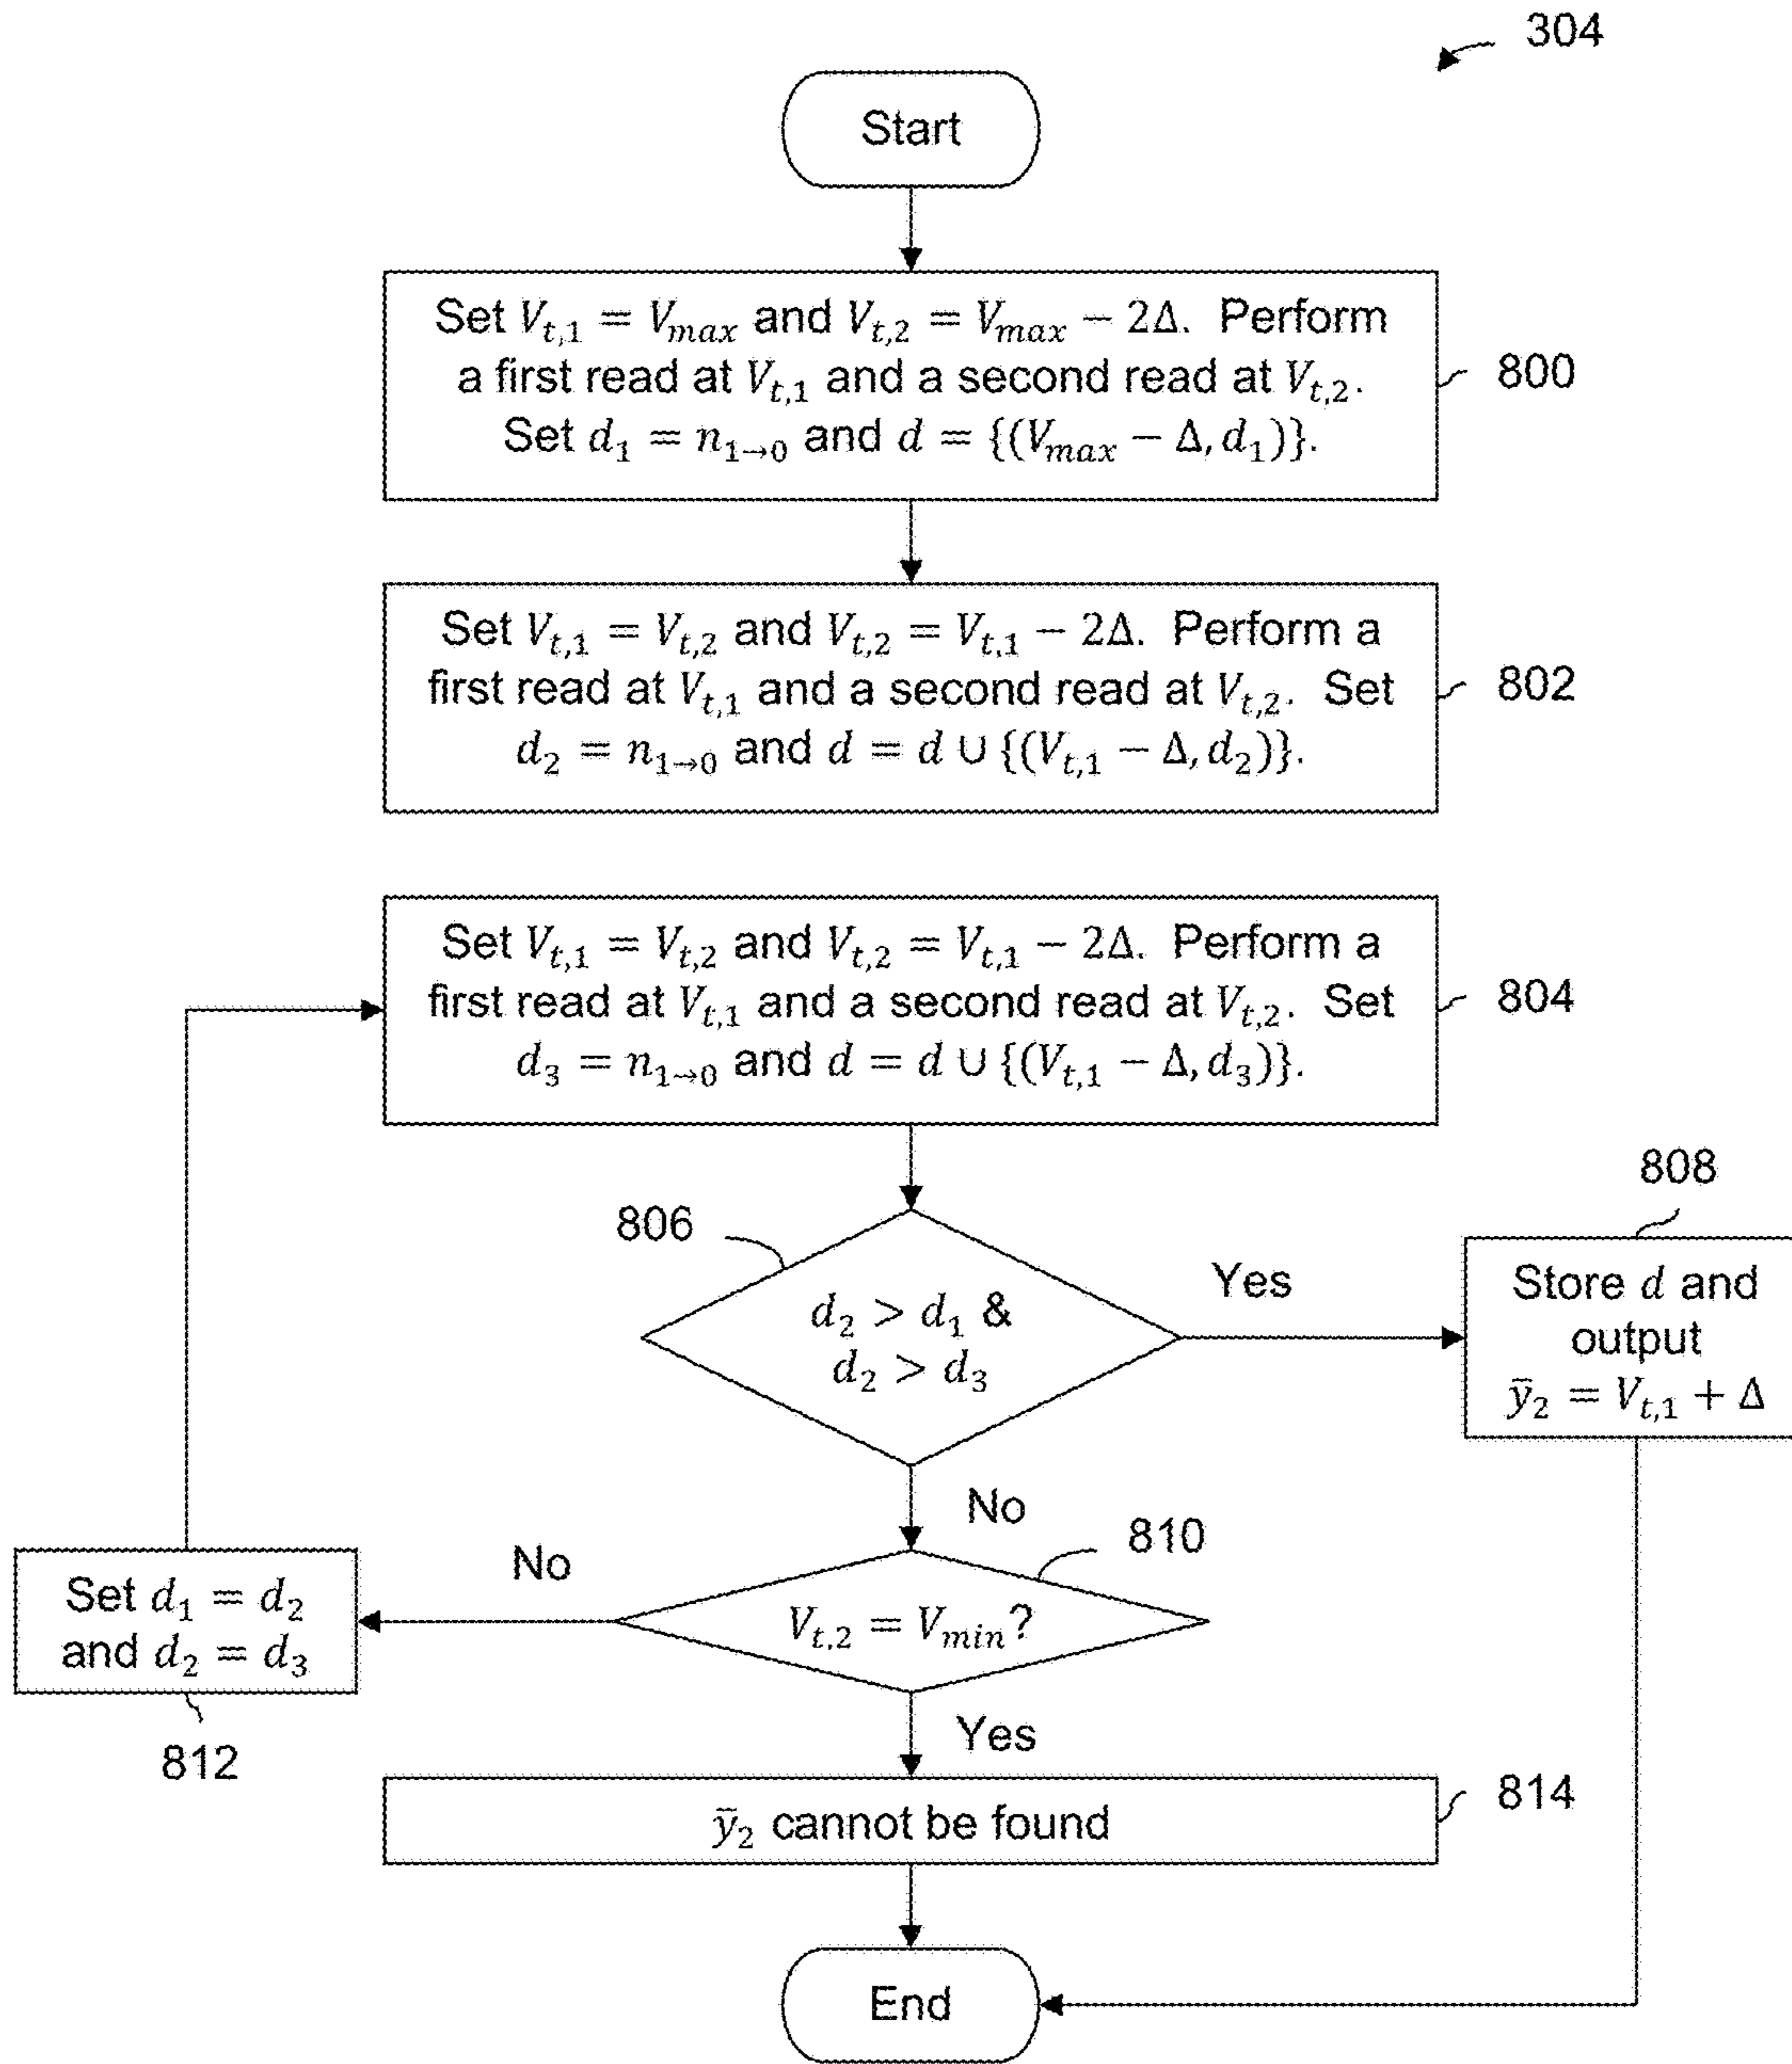 304
Start
Set V_{t,1} = V_{max} and V_{t,2} = V_{max} − 2Δ. Perform
a first read at V_{t,1} and a second read at V_{t,2}.
Set d_1 = n_{1→0} and d = {(V_{max} − Δ, d_1)}.
800
Set V_{t,1} = V_{t,2} and V_{t,2} = V_{t,1} − 2Δ. Perform a
first read at V_{t,1} and a second read at V_{t,2}. Set
d_2 = n_{1→0} and d = d ∪ {(V_{t,1} − Δ, d_2)}.
802
Set V_{t,1} = V_{t,2} and V_{t,2} = V_{t,1} − 2Δ. Perform a
first read at V_{t,1} and a second read at V_{t,2}. Set
d_3 = n_{1→0} and d = d ∪ {(V_{t,1} − Δ, d_3)}.
804
806
d_2 > d_1 &
d_2 > d_3
Yes
808
Store d and
output
ȳ_2 = V_{t,1} + Δ
No
810
V_{t,2} = V_{min}?
No
Set d_1 = d_2
and d_2 = d_3
812
Yes
ȳ_2 cannot be found
814
End